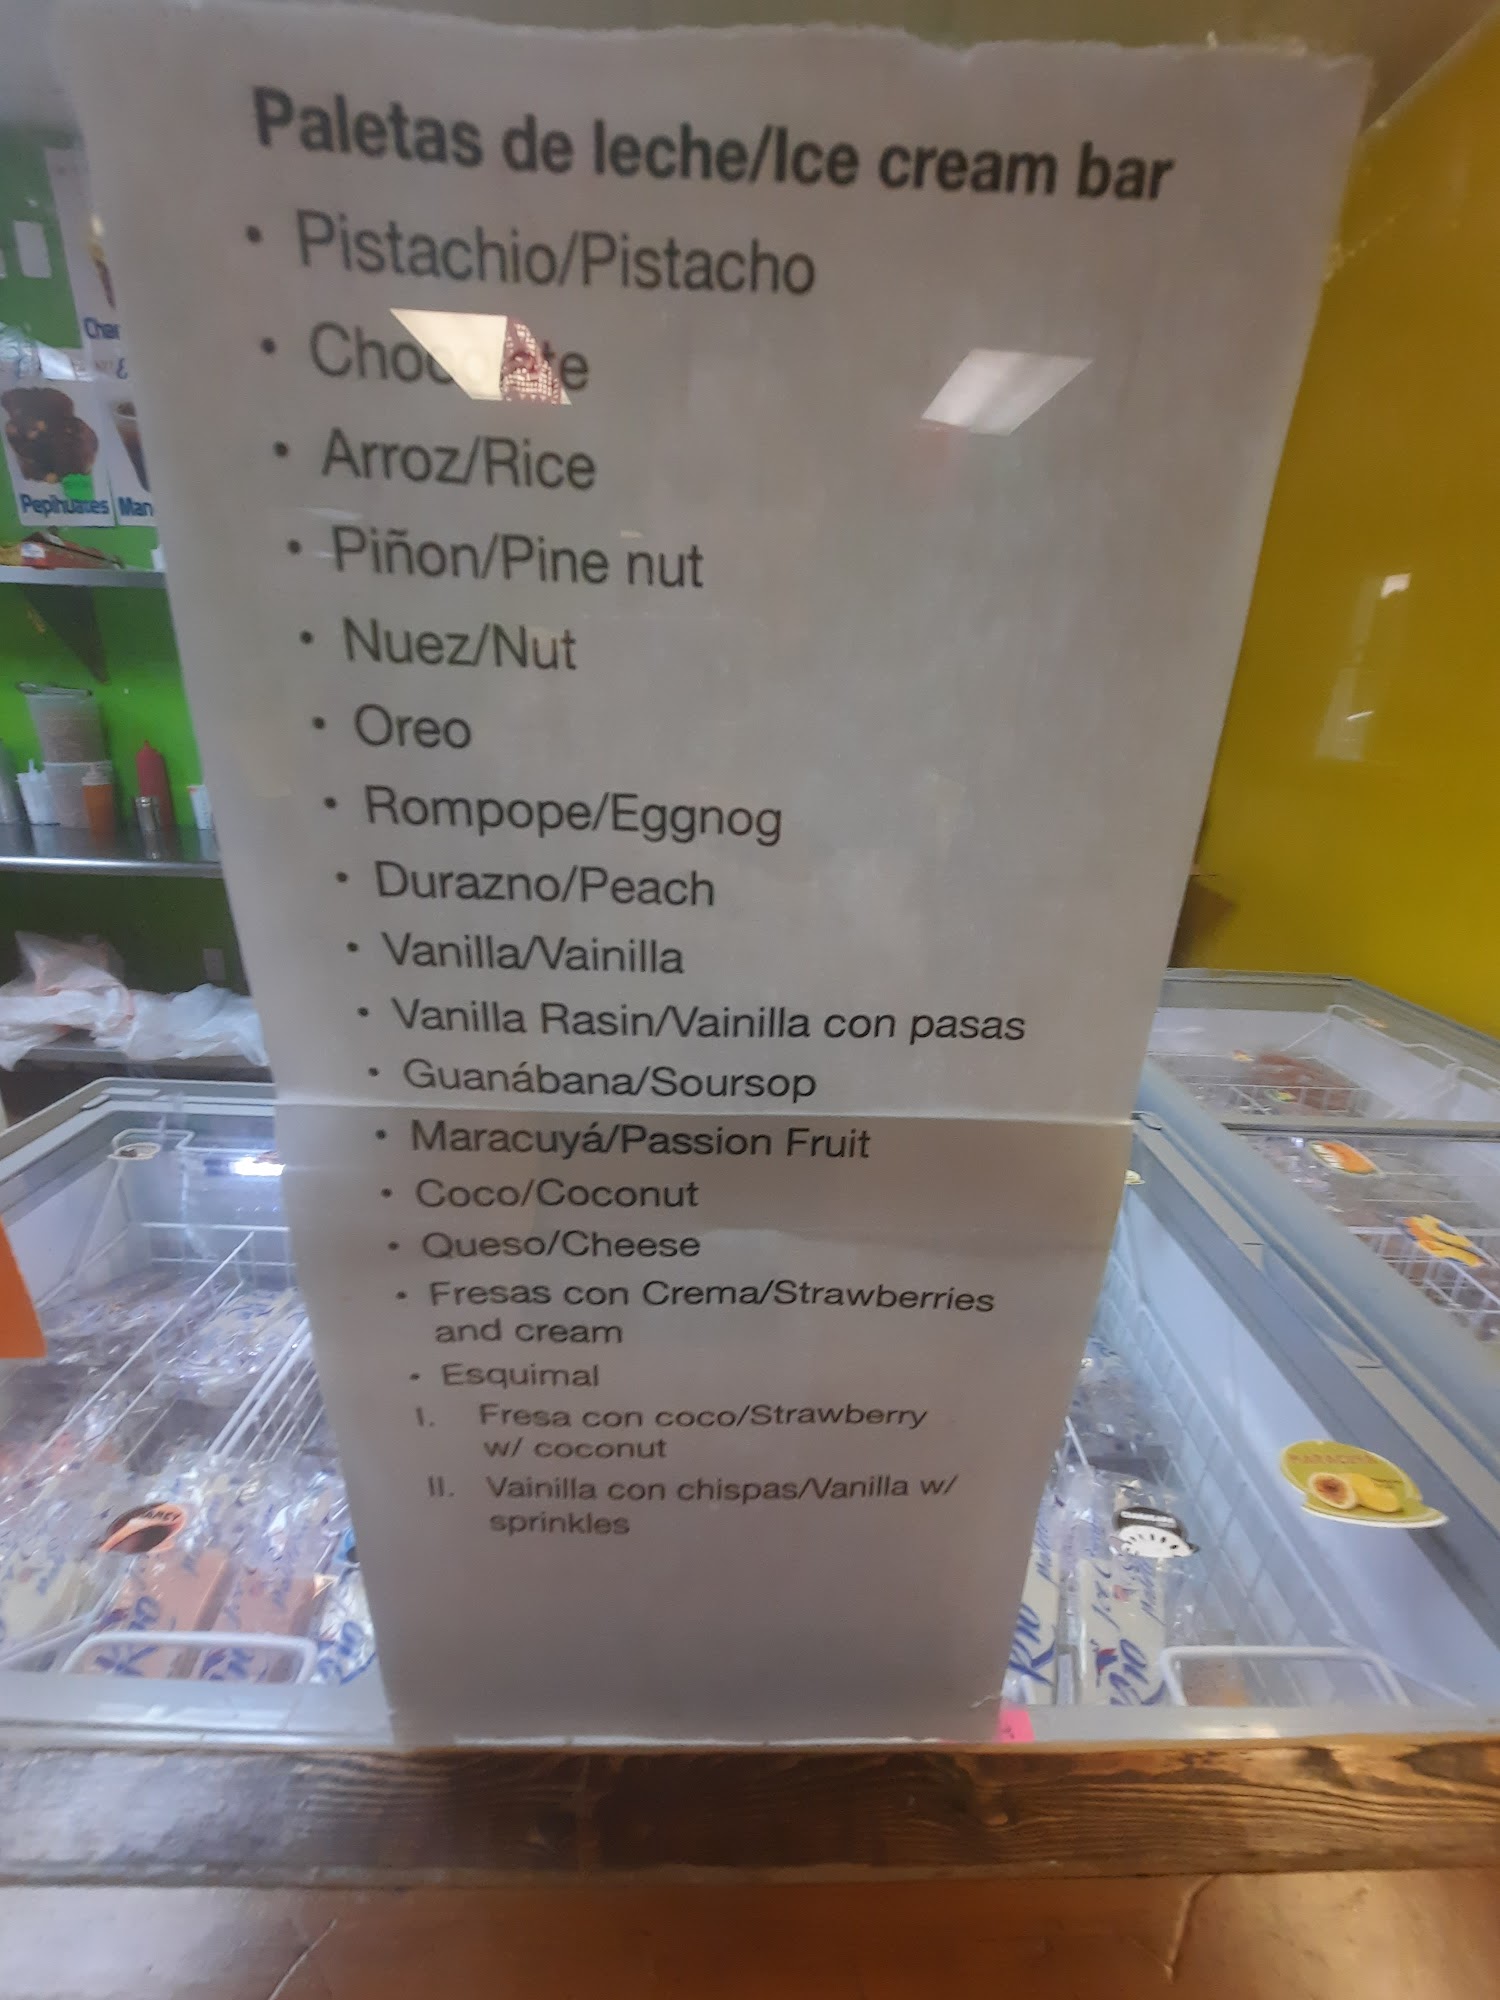 Paletas de leche/Ice cream bar
• Pistachio/Pistacho
• Arroz/Rice
• Piñon/Pine nut
• Nuez/Nut
• Oreo
• Rompope/Eggnog
• Durazno/Peach
• Vanilla/Vainilla
• Vanilla Rasin/Vainilla con pasas
• Guanábana/Soursop
• Maracuyá/Passion Fruit
• Coco/Coconut
• Queso/Cheese
• Fresas con Crema/Strawberries
and cream
• Esquimal
I. Fresa con coco/Strawberry
w/ coconut
II. Vainilla con chispas/Vanilla w/
sprinkles
Pepihuates
MARACUYA